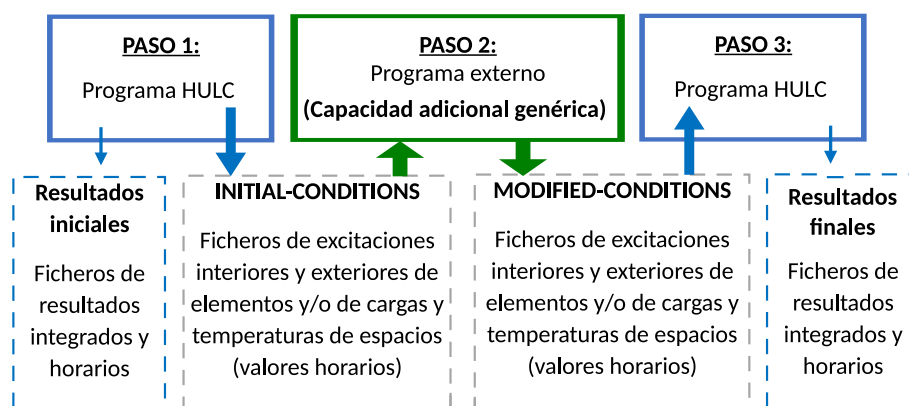 PASO 1:
Programa HULC
PASO 2:
Programa externo
(Capacidad adicional genérica)
PASO 3:
Programa HULC
Resultados
iniciales
Ficheros de
resultados
integrados y
horarios
INITIAL-CONDITIONS
Ficheros de excitaciones
interiores y exteriores de
elementos y/o de cargas y
temperaturas de espacios
(valores horarios)
MODIFIED-CONDITIONS
Ficheros de excitaciones
interiores y exteriores de
elementos y/o de cargas y
temperaturas de espacios
(valores horarios)
Resultados
finales
Ficheros de
resultados
integrados y
horarios